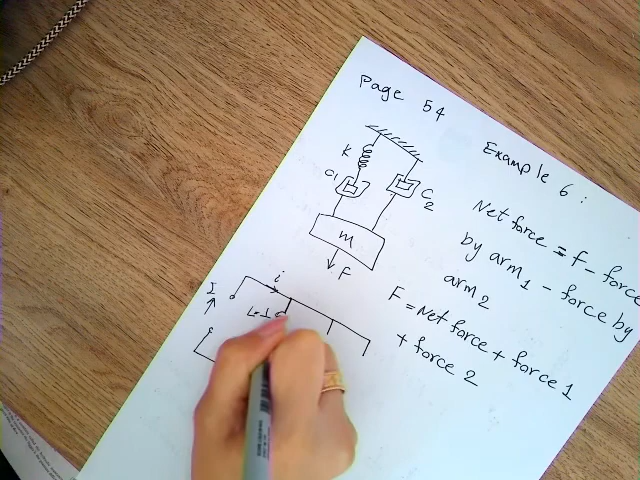 Page 54
Example 6 :
K
C1
C2
m
F
Net force = f - force
by arm1 - force by
arm2
F = Net force + force 1
+ force 2
i
I